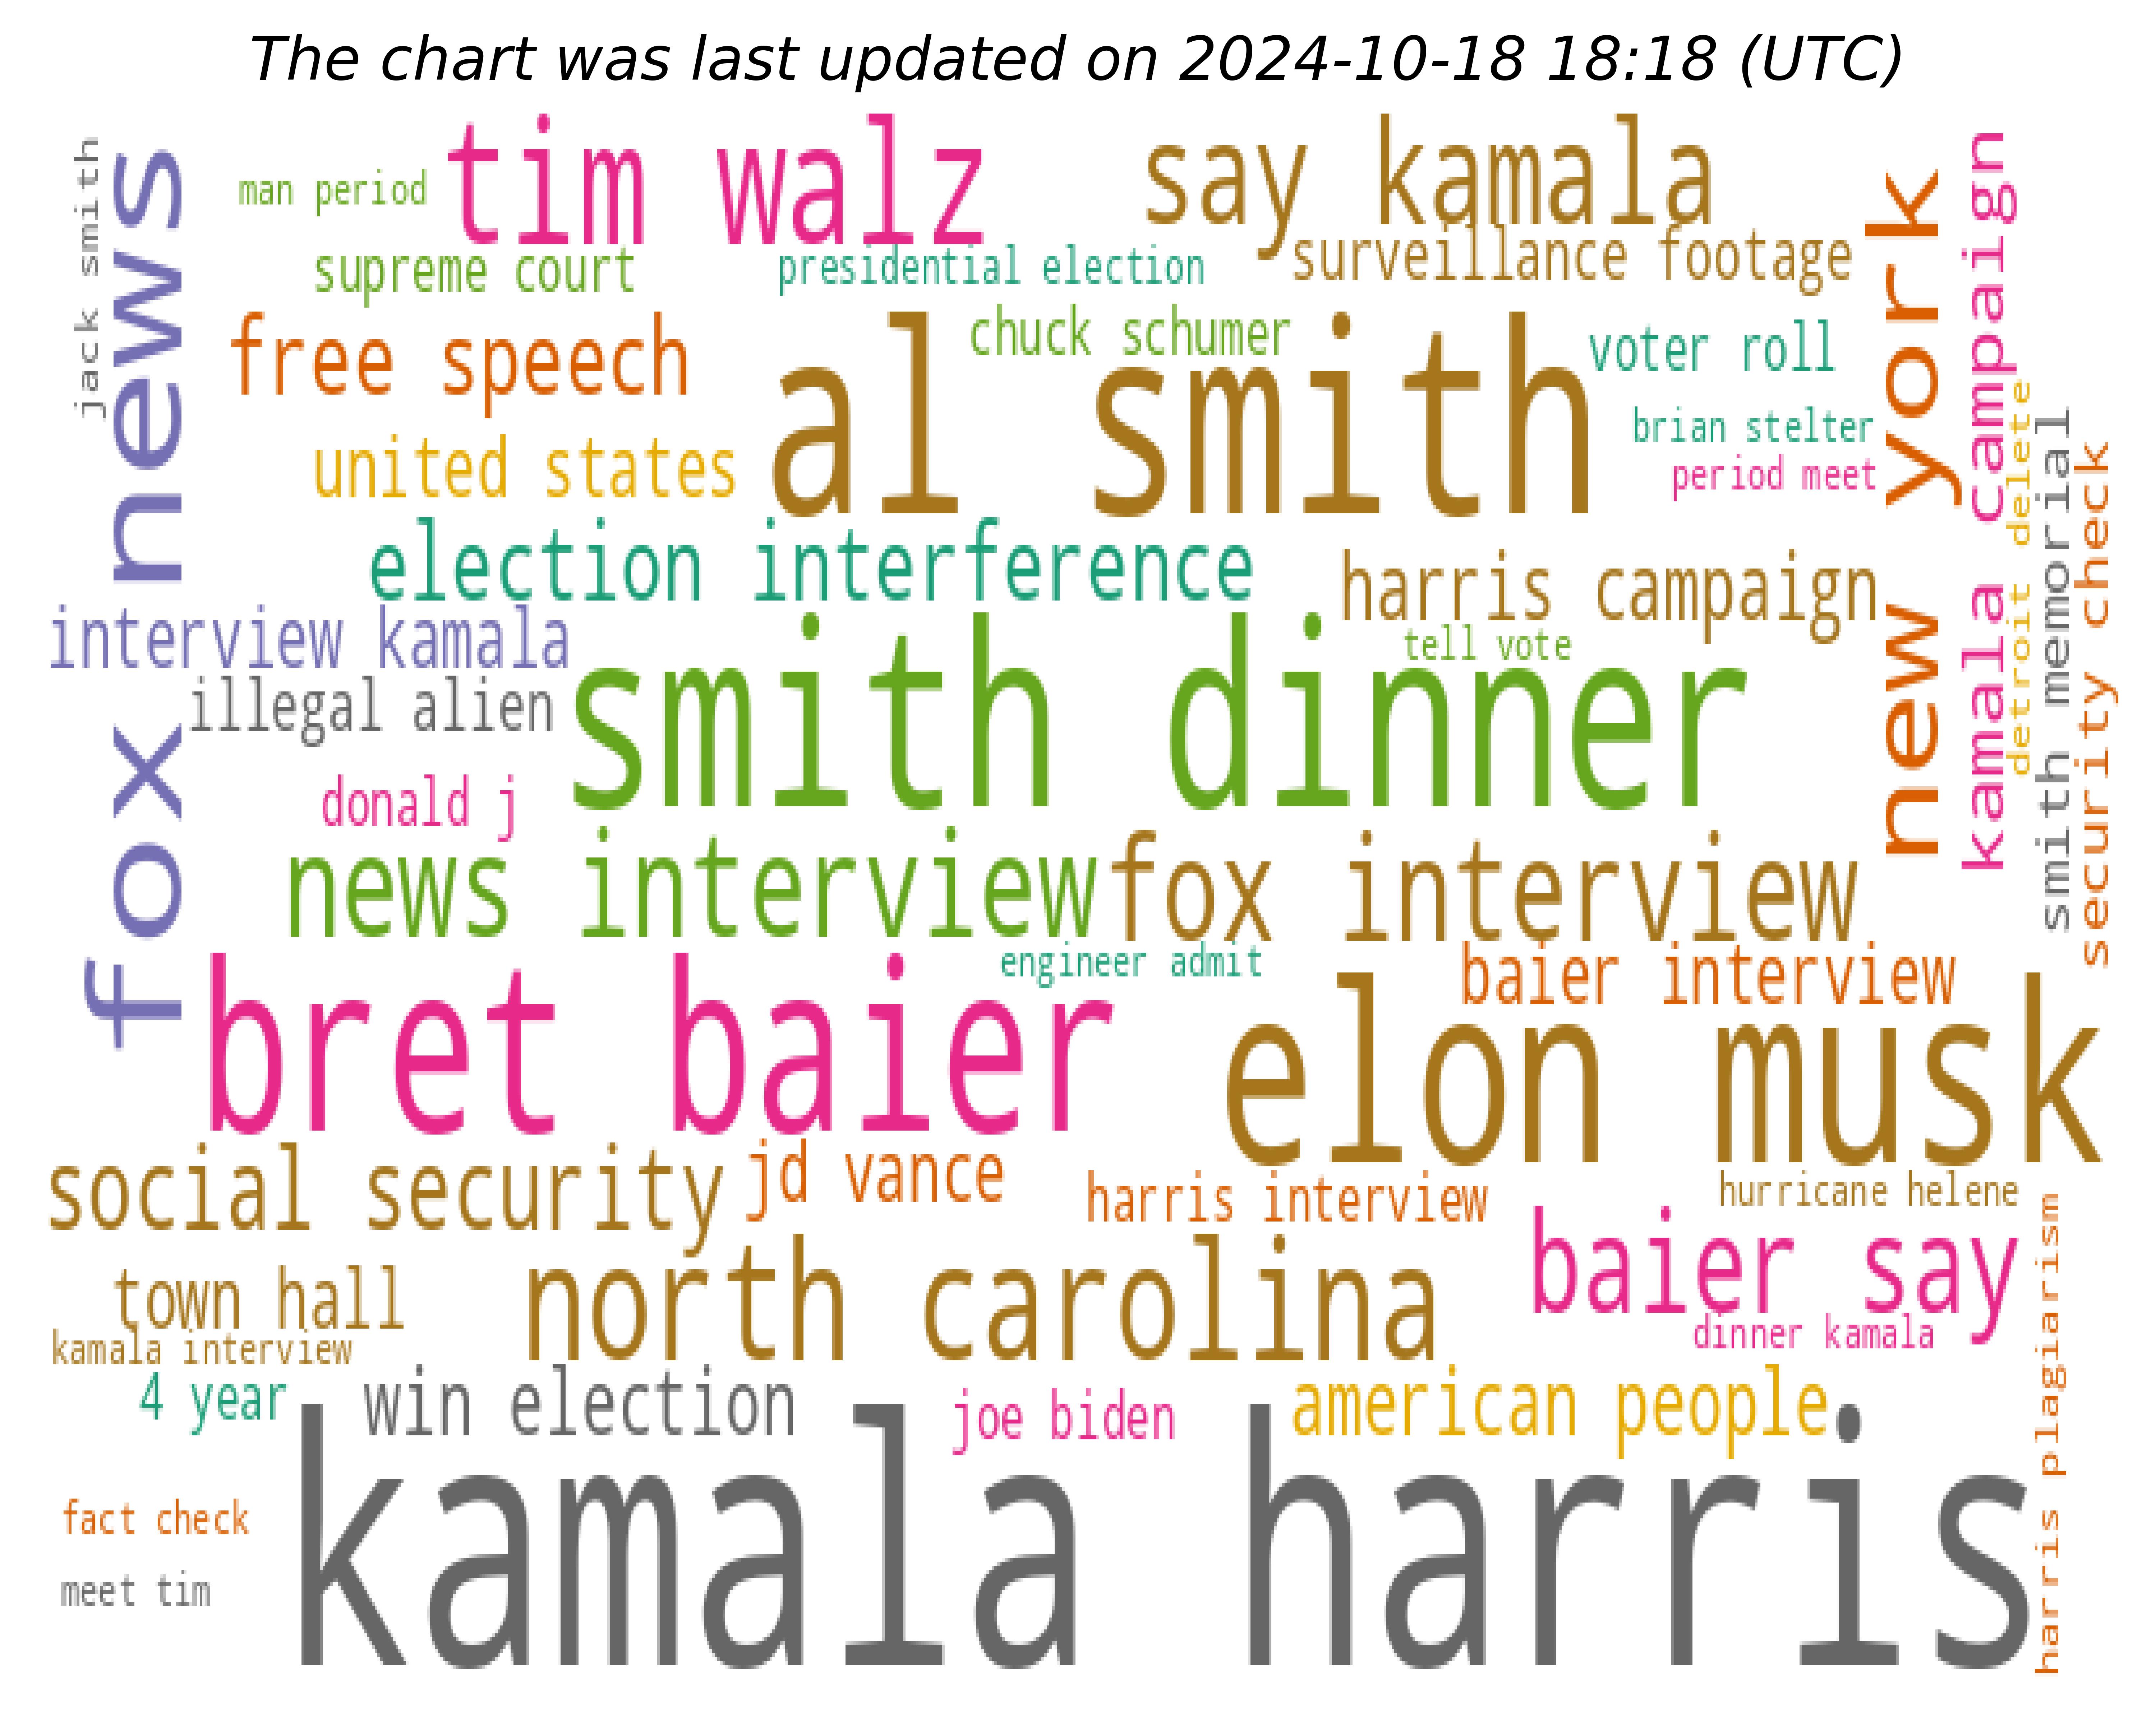 The chart was last updated on 2024-10-18 18:18 (UTC)
jack smith
fox news
man period
tim walz
say kamala
supreme court
presidential election
surveillance footage
free speech
chuck schumer
voter roll
al smith
brian stelter
united states
period meet
new york
kamala campaign
detroit delete
smith memorial
security check
election interference
harris campaign
interview kamala
tell vote
illegal alien
smith dinner
donald j
news interview
fox interview
engineer admit
baier interview
bret baier
elon musk
social security
jd vance
harris interview
hurricane helene
baier say
town hall
north carolina
dinner kamala
kamala interview
4 year
win election
joe biden
american people
harris plagiarism
fact check
kamala harris
meet tim